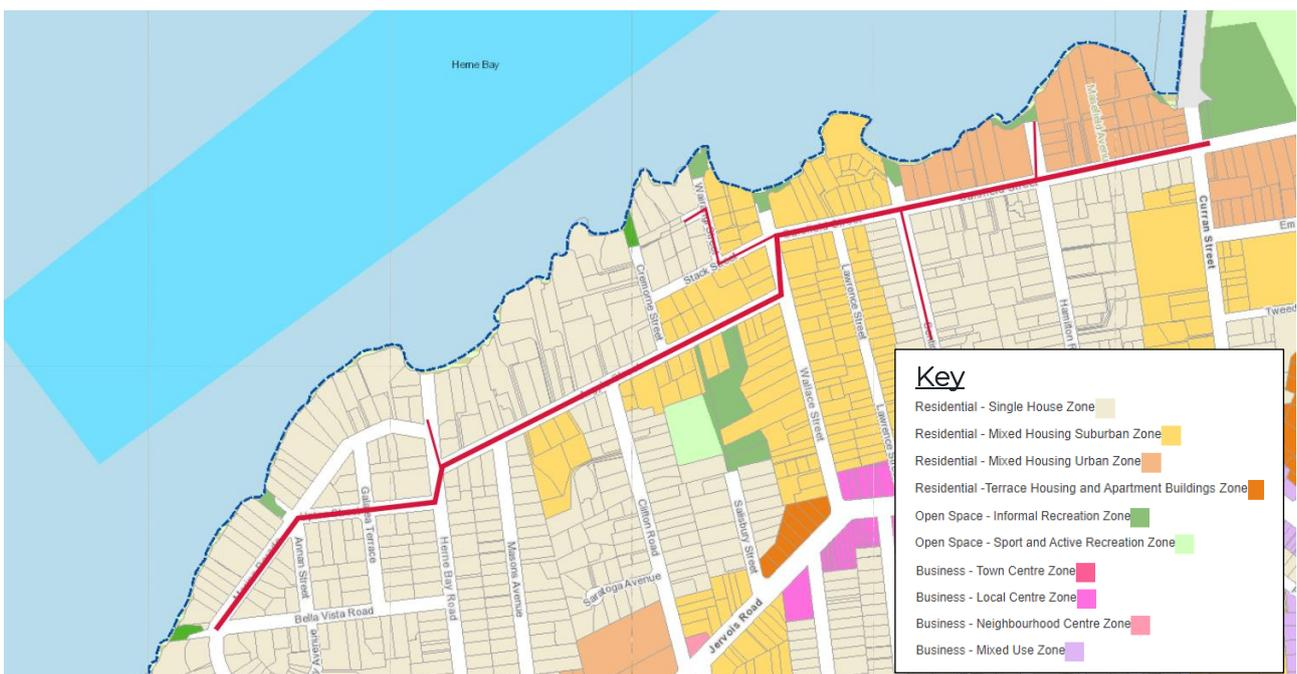 Herne Bay
Makefield Avenue
Curran Street
Em
Stack
Cremorne Street
Lawrence Street
Hamilton R
Tweed
Wallace Street
Key
Residential - Single House Zone
Residential - Mixed Housing Suburban Zone
Residential - Mixed Housing Urban Zone
Residential -Terrace Housing and Apartment Buildings Zone
Open Space - Informal Recreation Zone
Open Space - Sport and Active Recreation Zone
Business - Town Centre Zone
Business - Local Centre Zone
Business - Neighbourhood Centre Zone
Business - Mixed Use Zone
Galatea Terrace
Annan Street
Herne Bay Road
Masons Avenue
Clifton Road
Salisbury Street
Saratoga Avenue
Bella Vista Road
Jervois Road